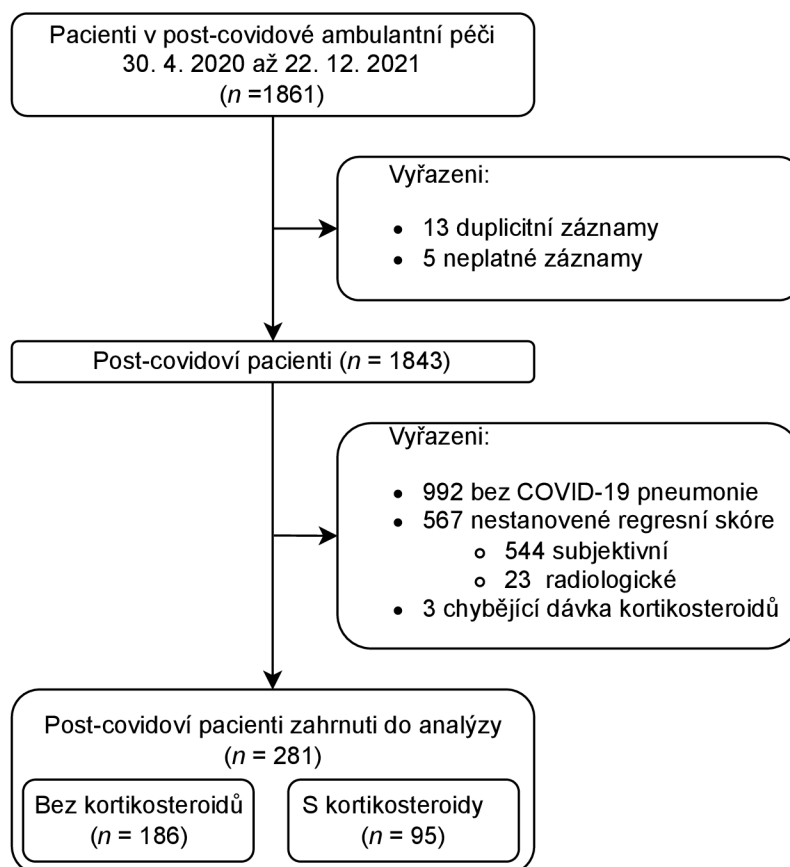 Pacienti v post-covidové ambulantní péči
30. 4. 2020 až 22. 12. 2021
(n =1861)
Vyřazeni:
• 13 duplicitní záznamy
• 5 neplatné záznamy
Post-covidoví pacienti (n = 1843)
Vyřazeni:
• 992 bez COVID-19 pneumonie
• 567 nestanovené regresní skóre
o 544 subjektivní
o 23 radiologické
• 3 chybějící dávka kortikosteroidů
Post-covidoví pacienti zahrnuti do analýzy
(n = 281)
Bez kortikosteroidů
(n = 186)
S kortikosteroidy
(n = 95)